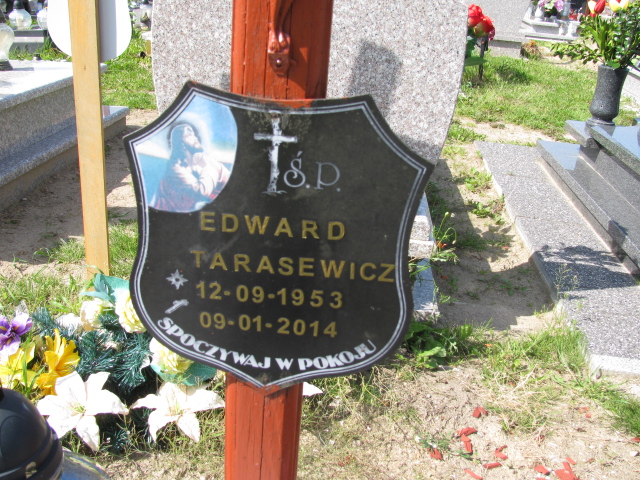 Ś.P.
EDWARD
TARASEWICZ
12-09-1953
09-01-2014
SPOCZYWAJ W POKOJU